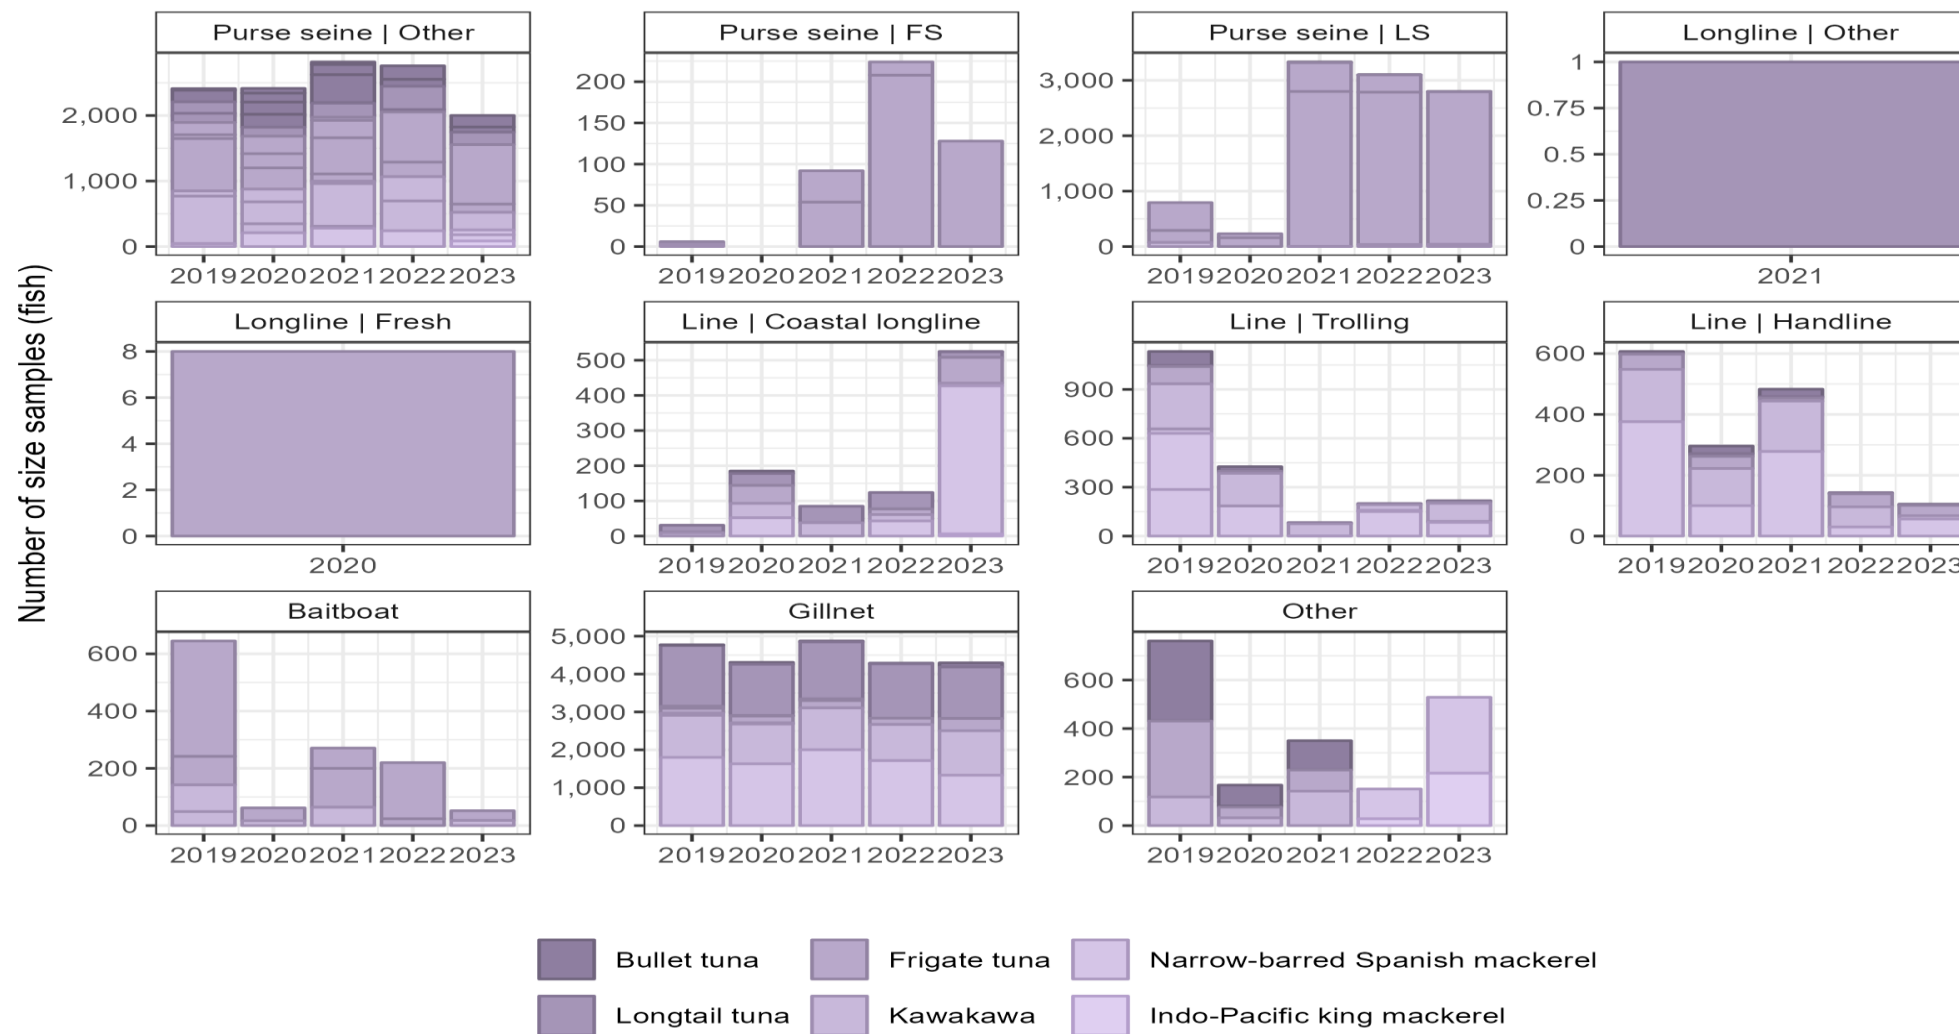 Number of size samples (fish)
Purse seine | Other
2,000
1,000
0
2019 2020 2021 2022 2023
Purse seine | FS
200
150
100
50
0
2019 2020 2021 2022 2023
Purse seine | LS
3,000
2,000
1,000
0
2019 2020 2021 2022 2023
Longline | Other
1
0.75
0.5
0.25
0
2021
Longline | Fresh
8
6
4
2
0
2020
Line | Coastal longline
500
400
300
200
100
0
2019 2020 2021 2022 2023
Line | Trolling
900
600
300
0
2019 2020 2021 2022 2023
Line | Handline
600
400
200
0
2019 2020 2021 2022 2023
Baitboat
600
400
200
0
2019 2020 2021 2022 2023
Gillnet
5,000
4,000
3,000
2,000
1,000
0
2019 2020 2021 2022 2023
Other
600
400
200
0
2019 2020 2021 2022 2023
Bullet tuna
Frigate tuna
Narrow-barred Spanish mackerel
Longtail tuna
Kawakawa
Indo-Pacific king mackerel